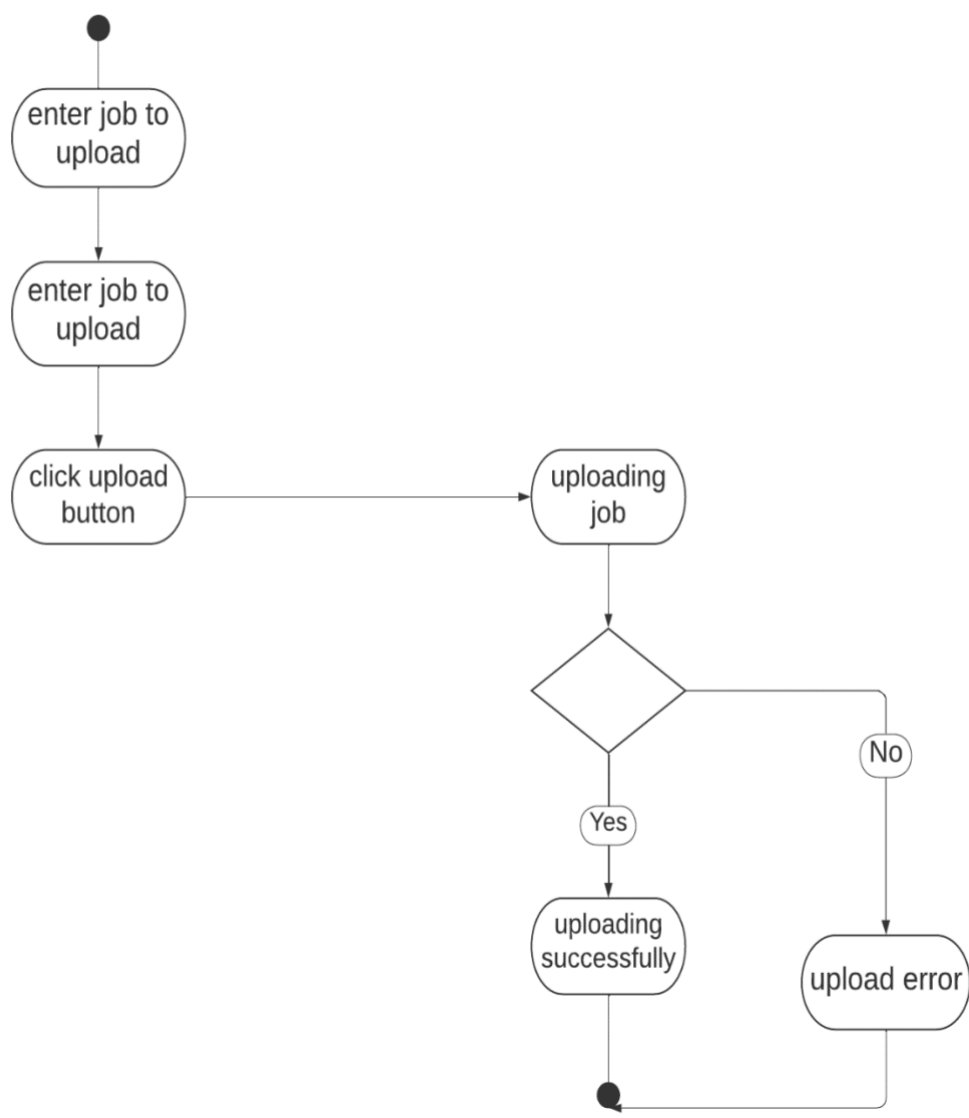 enter job to
upload
enter job to
upload
click upload
button
uploading
job
No
Yes
uploading
successfully
upload error